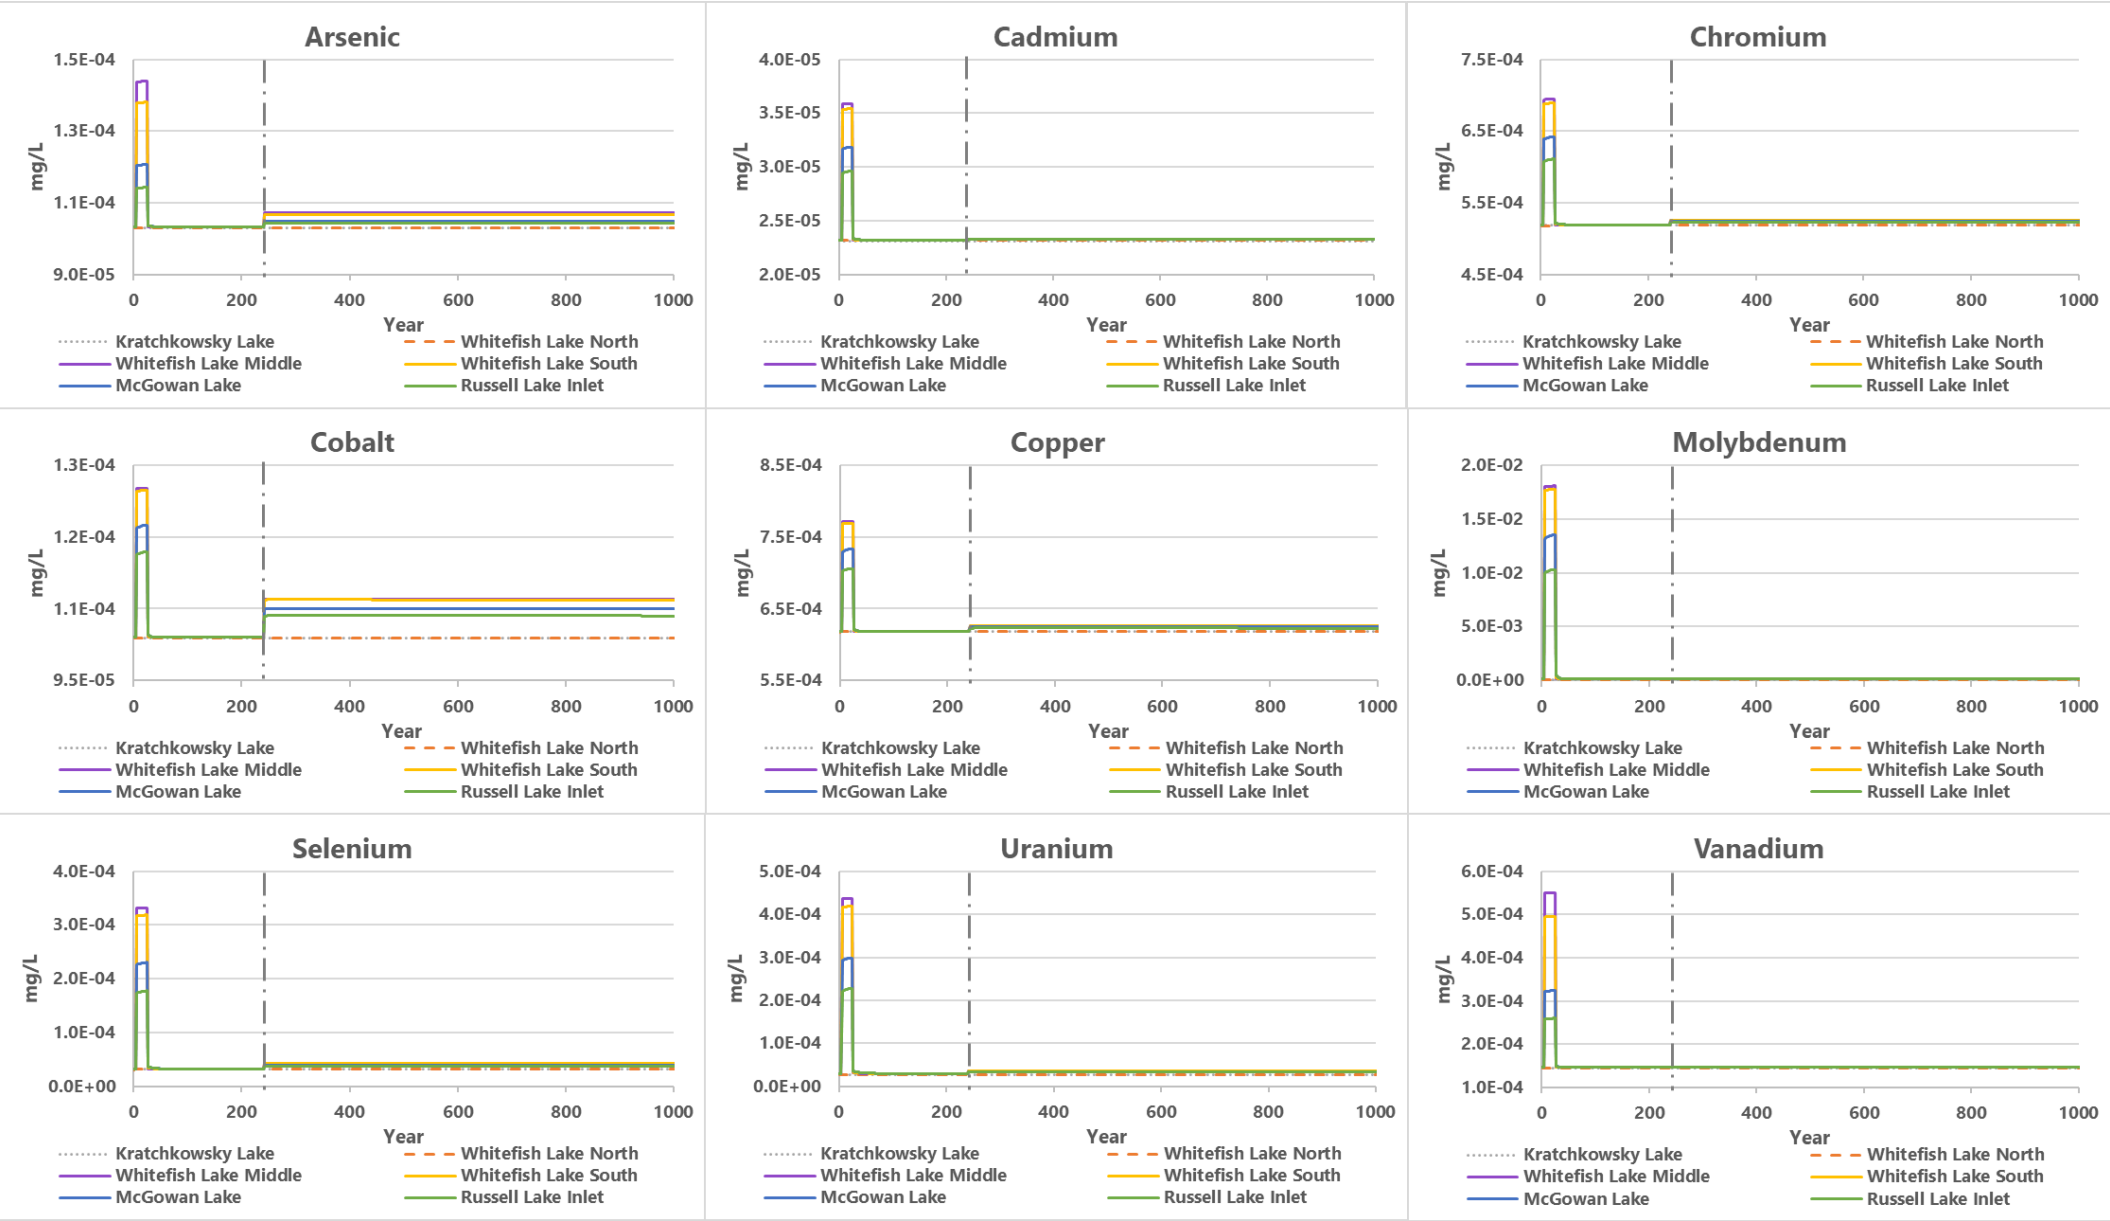 Arsenic
1.5E-04
1.3E-04
1.1E-04
9.0E-05
mg/L
0 200 400 600 800 1000
Year
Kratchkowsky Lake Whitefish Lake North
Whitefish Lake Middle Whitefish Lake South
McGowan Lake Russell Lake Inlet
Cadmium
4.0E-05
3.5E-05
3.0E-05
2.5E-05
2.0E-05
mg/L
0 200 400 600 800 1000
Year
Kratchkowsky Lake Whitefish Lake North
Whitefish Lake Middle Whitefish Lake South
McGowan Lake Russell Lake Inlet
Chromium
7.5E-04
6.5E-04
5.5E-04
4.5E-04
mg/L
0 200 400 600 800 1000
Year
Kratchkowsky Lake Whitefish Lake North
Whitefish Lake Middle Whitefish Lake South
McGowan Lake Russell Lake Inlet
Cobalt
1.3E-04
1.2E-04
1.1E-04
9.5E-05
mg/L
0 200 400 600 800 1000
Year
Kratchkowsky Lake Whitefish Lake North
Whitefish Lake Middle Whitefish Lake South
McGowan Lake Russell Lake Inlet
Copper
8.5E-04
7.5E-04
6.5E-04
5.5E-04
mg/L
0 200 400 600 800 1000
Year
Kratchkowsky Lake Whitefish Lake North
Whitefish Lake Middle Whitefish Lake South
McGowan Lake Russell Lake Inlet
Molybdenum
2.0E-02
1.5E-02
1.0E-02
5.0E-03
0.0E+00
mg/L
0 200 400 600 800 1000
Year
Kratchkowsky Lake Whitefish Lake North
Whitefish Lake Middle Whitefish Lake South
McGowan Lake Russell Lake Inlet
Selenium
4.0E-04
3.0E-04
2.0E-04
1.0E-04
0.0E+00
mg/L
0 200 400 600 800 1000
Year
Kratchkowsky Lake Whitefish Lake North
Whitefish Lake Middle Whitefish Lake South
McGowan Lake Russell Lake Inlet
Uranium
5.0E-04
4.0E-04
3.0E-04
2.0E-04
1.0E-04
0.0E+00
mg/L
0 200 400 600 800 1000
Year
Kratchkowsky Lake Whitefish Lake North
Whitefish Lake Middle Whitefish Lake South
McGowan Lake Russell Lake Inlet
Vanadium
6.0E-04
5.0E-04
4.0E-04
3.0E-04
2.0E-04
1.0E-04
mg/L
0 200 400 600 800 1000
Year
Kratchkowsky Lake Whitefish Lake North
Whitefish Lake Middle Whitefish Lake South
McGowan Lake Russell Lake Inlet